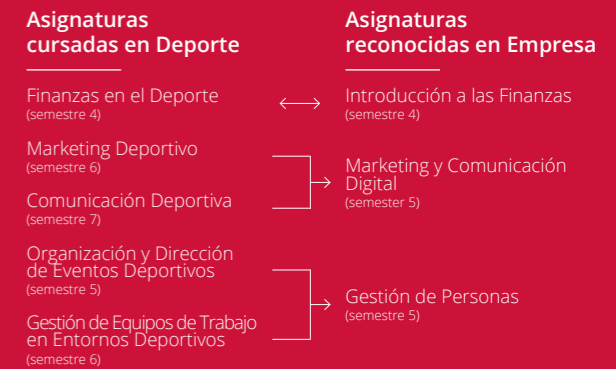 Asignaturas
cursadas en Deporte
Finanzas en el Deporte
(semestre 4)
Marketing Deportivo
(semestre 6)
Comunicación Deportiva
(semestre 7)
Organización y Dirección
de Eventos Deportivos
(semestre 5)
Gestión de Equipos de Trabajo
en Entornos Deportivos
(semestre 6)
Asignaturas
reconocidas en Empresa
Introducción a las Finanzas
(semestre 4)
Marketing y Comunicación
Digital
(semester 5)
Gestión de Personas
(semestre 5)